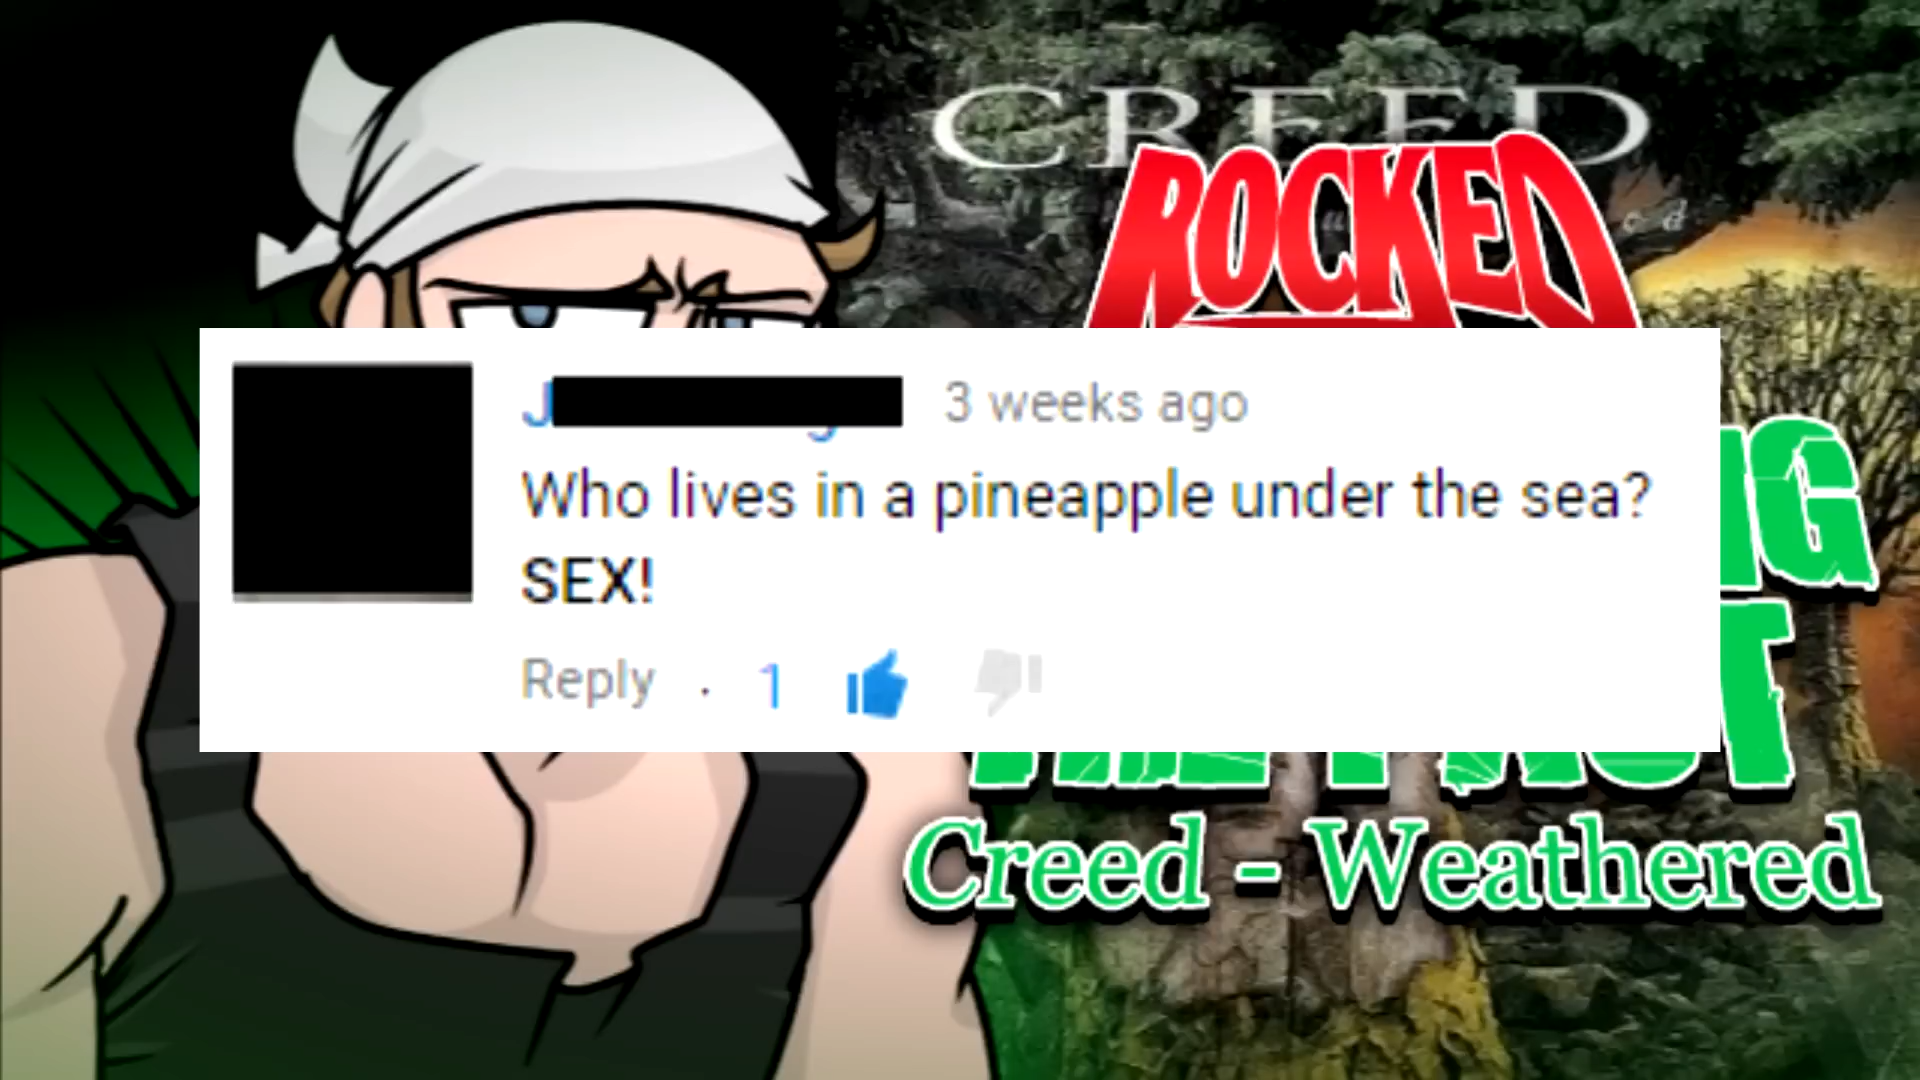 CREED
ROCKED
J
3 weeks ago
Who lives in a pineapple under the sea?
SEX!
Reply · 1
Creed - Weathered